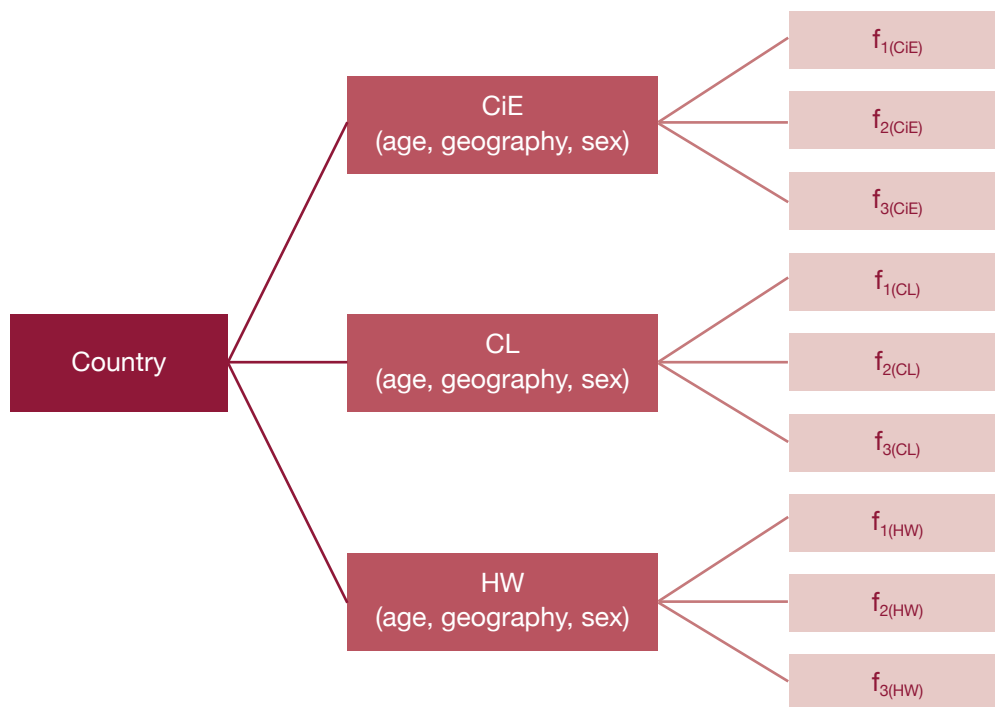 Country
CiE
(age, geography, sex)
f1(CiE)
f2(CiE)
f3(CiE)
CL
(age, geography, sex)
f1(CL)
f2(CL)
f3(CL)
HW
(age, geography, sex)
f1(HW)
f2(HW)
f3(HW)